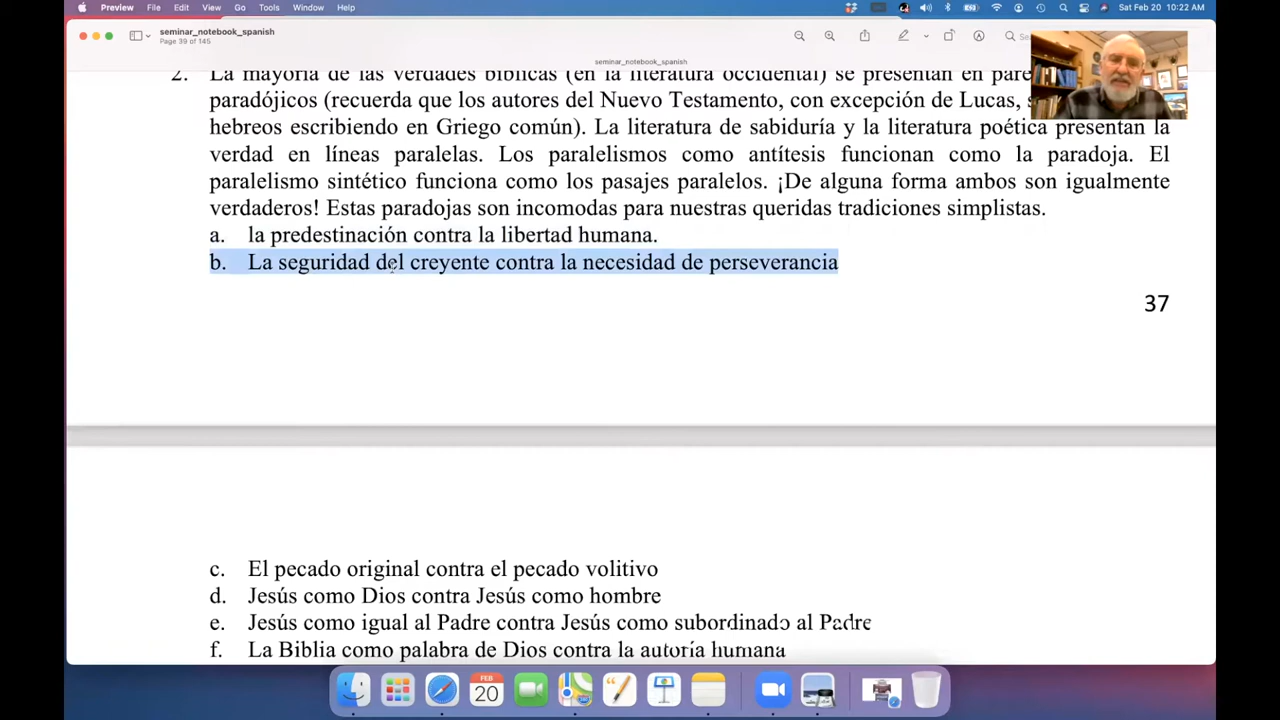 Preview File Edit View Go Tools Window Help Sat Feb 20 10:22 AM
seminar_notebook_spanish
Page 39 of 145
seminar_notebook_spanish
2. La mayoría de las verdades bíblicas (en la literatura occidental) se presentan en
paradójicos (recuerda que los autores del Nuevo Testamento, con excepción de Lucas,
hebreos escribiendo en Griego común). La literatura de sabiduría y la literatura poética presentan la
verdad en líneas paralelas. Los paralelismos como antítesis funcionan como la paradoja. El
paralelismo sintético funciona como los pasajes paralelos. ¡De alguna forma ambos son igualmente
verdaderos! Estas paradojas son incomodas para nuestras queridas tradiciones simplistas.
a. la predestinación contra la libertad humana.
b. La seguridad del creyente contra la necesidad de perseverancia
37
c. El pecado original contra el pecado volitivo
d. Jesús como Dios contra Jesús como hombre
e. Jesús como igual al Padre contra Jesús como subordinado al Padre
f. La Biblia como palabra de Dios contra la autoría humana
FEB
20